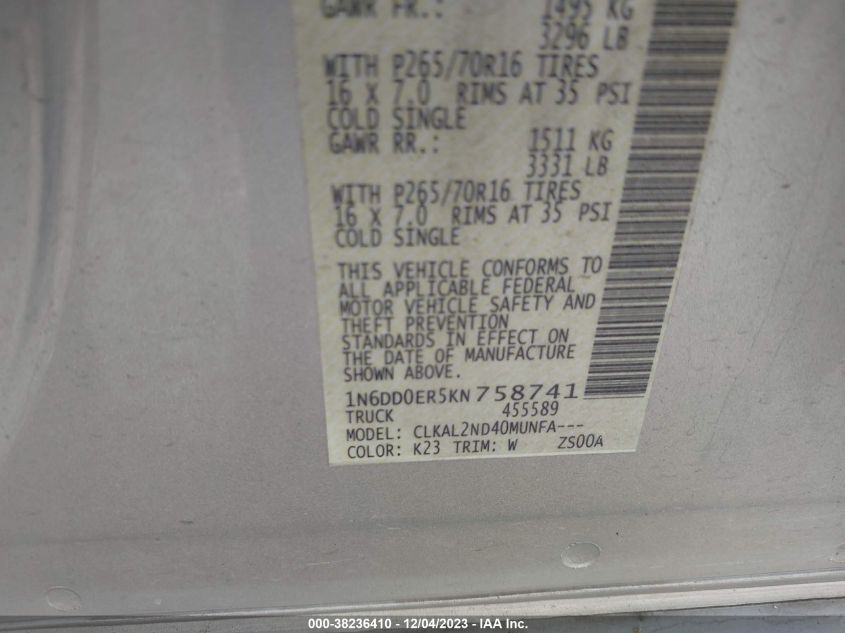 GAWR FR.: 1495 KG
3296 LB
WITH P265/70R16 TIRES
16 X 7.0 RIMS AT 35 PSI
COLD SINGLE
GAWR RR.: 1511 KG
3331 LB
WITH P265/70R16 TIRES
16 X 7.0 RIMS AT 35 PSI
COLD SINGLE
THIS VEHICLE CONFORMS TO
ALL APPLICABLE FEDERAL
MOTOR VEHICLE SAFETY AND
THEFT PREVENTION
STANDARDS IN EFFECT ON
THE DATE OF MANUFACTURE
SHOWN ABOVE.
1N6DD0ER5KN758741
TRUCK 455589
MODEL: CLKAL2ND40MUNFA---
COLOR: K23 TRIM: W ZS00A
000-38236410 - 12/04/2023 - IAA Inc.